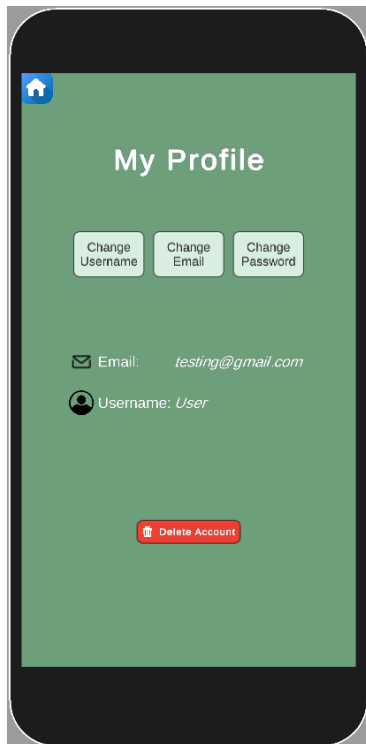 My Profile
Change Change Change
Username Email Password
Email: testing@gmail.com
Username: User
Delete Account